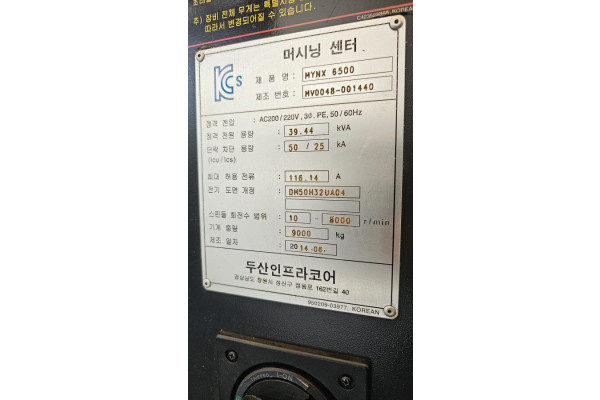 주) 장비 전체 무게는 특별사양
따라서 변경되어질 수 있습니다.
머시닝 센터
KCs
제 품 명 : MYNX 6500
제조 번호 : MV0048-001440
정격 전압 : AC200/220V, 3Φ, PE, 50/60Hz
정격 전원 용량 : 39.44 kVA
단락 차단 용량 : 50 / 25 kA
(Icu/Ics)
최대 허용 전류 : 116.14 A
전기 도면 개정 : DM50H32UA04
스핀들 회전수 범위 : 10 - 8000 r/min
기계 중량 : 9000 kg
제조 일자 : 2014-06-
두산인프라코어
경상남도 창원시 성산구 정동로 162번길 40
850209-03977, KOREAN
I-ON